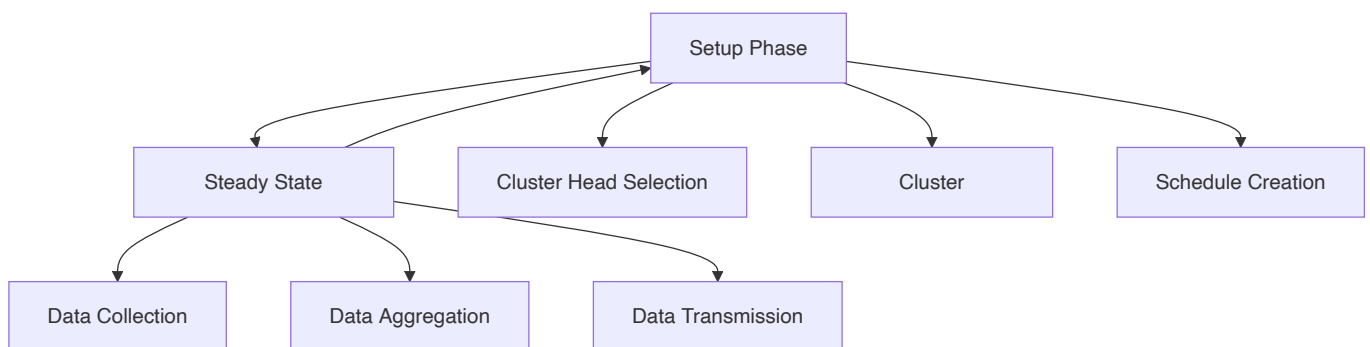 Setup Phase
Steady State
Cluster Head Selection
Cluster
Schedule Creation
Data Collection
Data Aggregation
Data Transmission